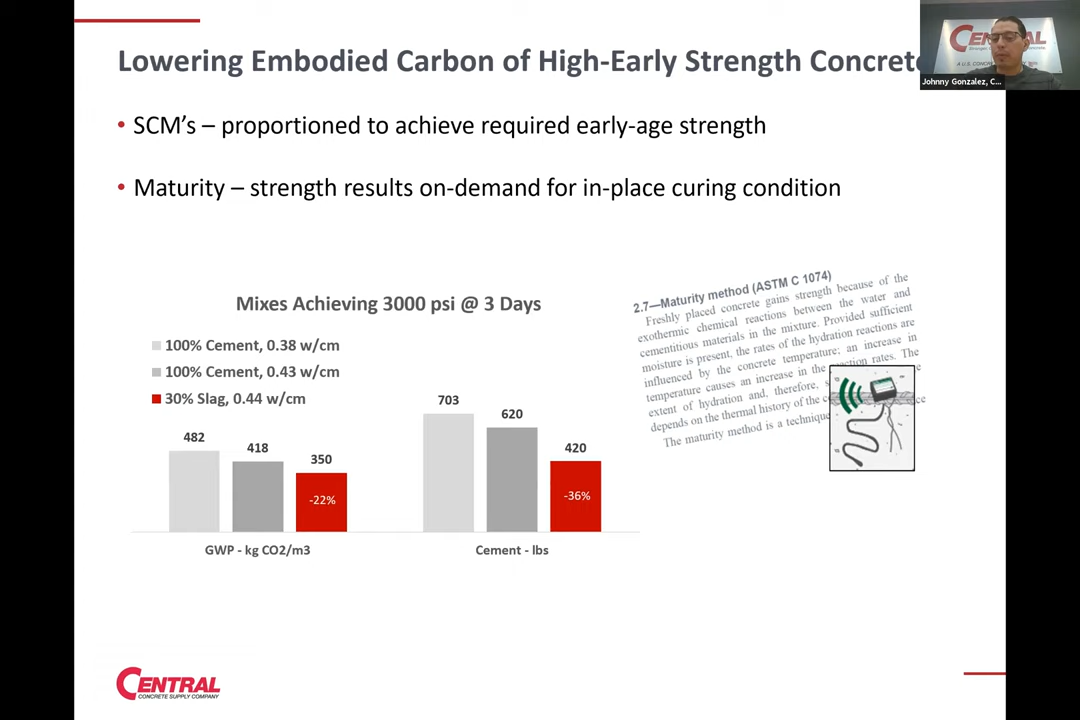 Lowering Embodied Carbon of High-Early Strength Concrete
CENTRAL
A U.S. CONCRETE
Johnny Gonzalez, C...
• SCM's – proportioned to achieve required early-age strength
• Maturity – strength results on-demand for in-place curing condition
Mixes Achieving 3000 psi @ 3 Days
100% Cement, 0.38 w/cm
100% Cement, 0.43 w/cm
30% Slag, 0.44 w/cm
482
418
350
-22%
703
620
420
-36%
GWP - kg CO2/m3
Cement - lbs
2.7—Maturity method (ASTM C 1074)
Freshly placed concrete gains strength because of the
exothermic chemical reactions between the water and
cementitious materials in the mixture. Provided sufficient
moisture is present, the rates of the hydration reactions are
influenced by the concrete temperature; an increase in
temperature causes an increase in the rates. The
extent of hydration and, therefore,
depends on the thermal history of the
The maturity method is a technique
CENTRAL
CONCRETE SUPPLY COMPANY